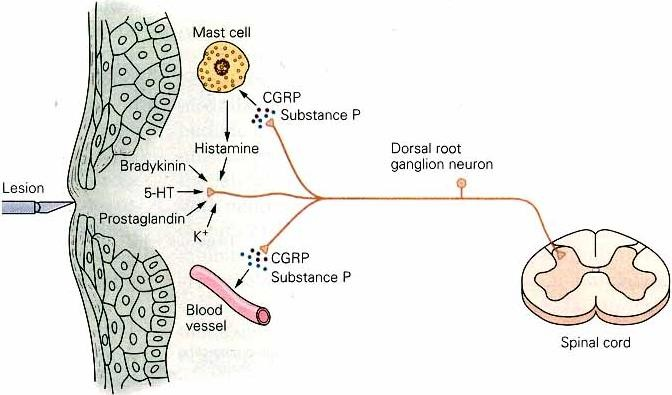 Mast cell
CGRP
Substance P
Histamine
Dorsal root
ganglion neuron
Bradykinin
Lesion
5-HT
Prostaglandin
K+
CGRP
Substance P
Blood
vessel
Spinal cord